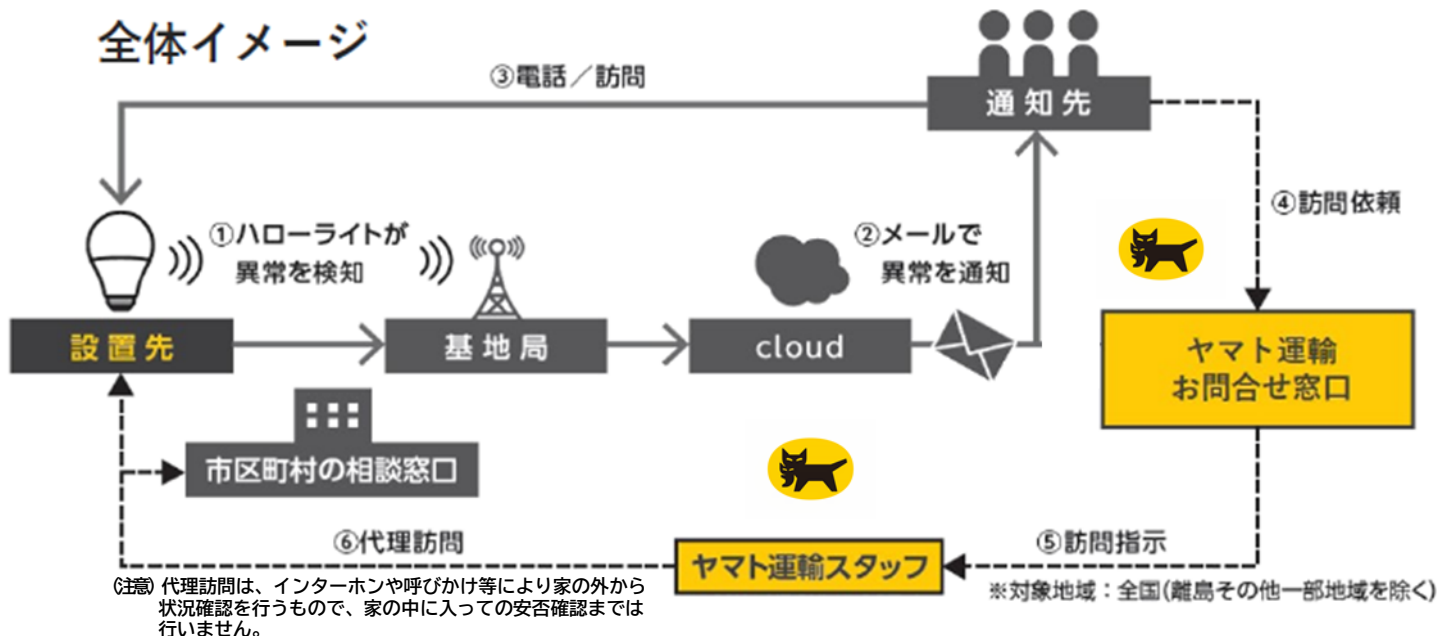 全体イメージ
③電話／訪問
通知先
④訪問依頼
①ハローライトが
異常を検知
②メールで
異常を通知
設置先
基地局
cloud
ヤマト運輸
お問合せ窓口
市区町村の相談窓口
⑥代理訪問
ヤマト運輸スタッフ
⑤訪問指示
※対象地域：全国(離島その他一部地域を除く)
(注意) 代理訪問は、インターホンや呼びかけ等により家の外から
状況確認を行うもので、家の中に入っての安否確認までは
行いません。